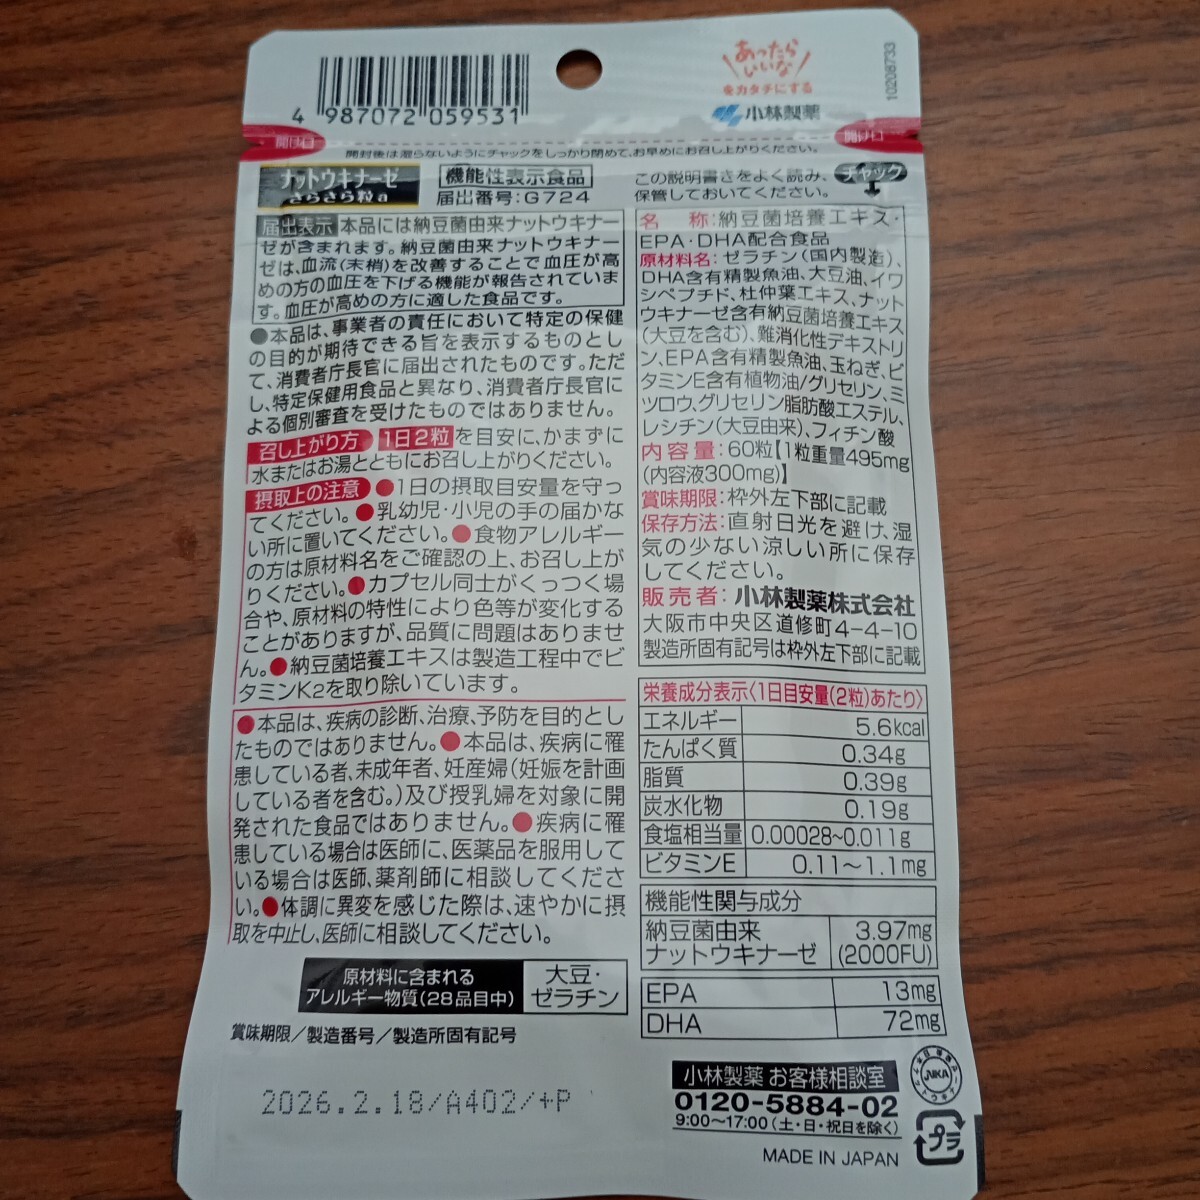 4 987072 059531
あったら
いいな
をカタチにする
小林製薬
10208733
開け口
開け口
開封後は湿らないようにチャックをしっかり閉めて、お早めにお召し上がりください。
ナットウキナーゼ
さらさら粒a
機能性表示食品
届出番号:G724
この説明書きをよく読み、
保管しておいてください。
チャック
届出表示 本品には納豆菌由来ナットウキナー
ゼが含まれます。納豆菌由来ナットウキナー
ゼは、血流(末梢)を改善することで血圧が高
めの方の血圧を下げる機能が報告されていま
す。血圧が高めの方に適した食品です。
●本品は、事業者の責任において特定の保健
の目的が期待できる旨を表示するものとし
て、消費者庁長官に届出されたものです。ただ
し、特定保健用食品と異なり、消費者庁長官に
よる個別審査を受けたものではありません。
召し上がり方 1日2粒を目安に、かまずに
水またはお湯とともにお召し上がりください。
摂取上の注意 ●1日の摂取目安量を守っ
てください。●乳幼児・小児の手の届かな
い所に置いてください。●食物アレルギー
の方は原材料名をご確認の上、お召し上が
りください。●カプセル同士がくっつく場
合や、原材料の特性により色等が変化する
ことがありますが、品質に問題はありませ
ん。●納豆菌培養エキスは製造工程中でビ
タミンK2を取り除いています。
●本品は、疾病の診断、治療、予防を目的とし
たものではありません。●本品は、疾病に罹
患している者、未成年者、妊産婦(妊娠を計画
している者を含む。)及び授乳婦を対象に開
発された食品ではありません。●疾病に罹
患している場合は医師に、医薬品を服用して
いる場合は医師、薬剤師に相談してくださ
い。●体調に異変を感じた際は、速やかに摂
取を中止し、医師に相談してください。
原材料に含まれる
アレルギー物質(28品目中)
大豆・
ゼラチン
賞味期限/製造番号/製造所固有記号
2026.2.18/A402/+P
名 称:納豆菌培養エキス・
EPA・DHA配合食品
原材料名:ゼラチン(国内製造)、
DHA含有精製魚油、大豆油、イワ
シペプチド、杜仲葉エキス、ナット
ウキナーゼ含有納豆菌培養エキス
(大豆を含む)、難消化性デキストリ
ン、EPA含有精製魚油、玉ねぎ、ビ
タミンE含有植物油/グリセリン、ミ
ツロウ、グリセリン脂肪酸エステル、
レシチン(大豆由来)、フィチン酸
内容量:60粒【1粒重量495mg
(内容液300mg)】
賞味期限:枠外左下部に記載
保存方法:直射日光を避け、湿
気の少ない涼しい所に保存
してください。
販売者:小林製薬株式会社
大阪市中央区道修町4-4-10
製造所固有記号は枠外左下部に記載
栄養成分表示〈1日目安量(2粒)あたり〉
エネルギー 5.6kcal
たんぱく質 0.34g
脂質 0.39g
炭水化物 0.19g
食塩相当量 0.00028~0.011g
ビタミンE 0.11~1.1mg
機能性関与成分
納豆菌由来 3.97mg
ナットウキナーゼ (2000FU)
EPA 13mg
DHA 72mg
小林製薬 お客様相談室
0120-5884-02
9:00~17:00(土・日・祝日を除く)
MADE IN JAPAN
JIKA
プラ